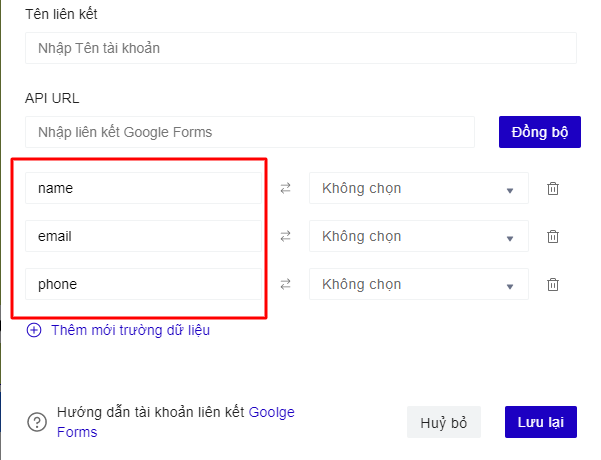 Tên liên kết
Nhập Tên tài khoản
API URL
Nhập liên kết Google Forms
Đồng bộ
name
Không chọn
email
Không chọn
phone
Không chọn
Thêm mới trường dữ liệu
Hướng dẫn tài khoản liên kết Goolge
Forms
Huỷ bỏ
Lưu lại